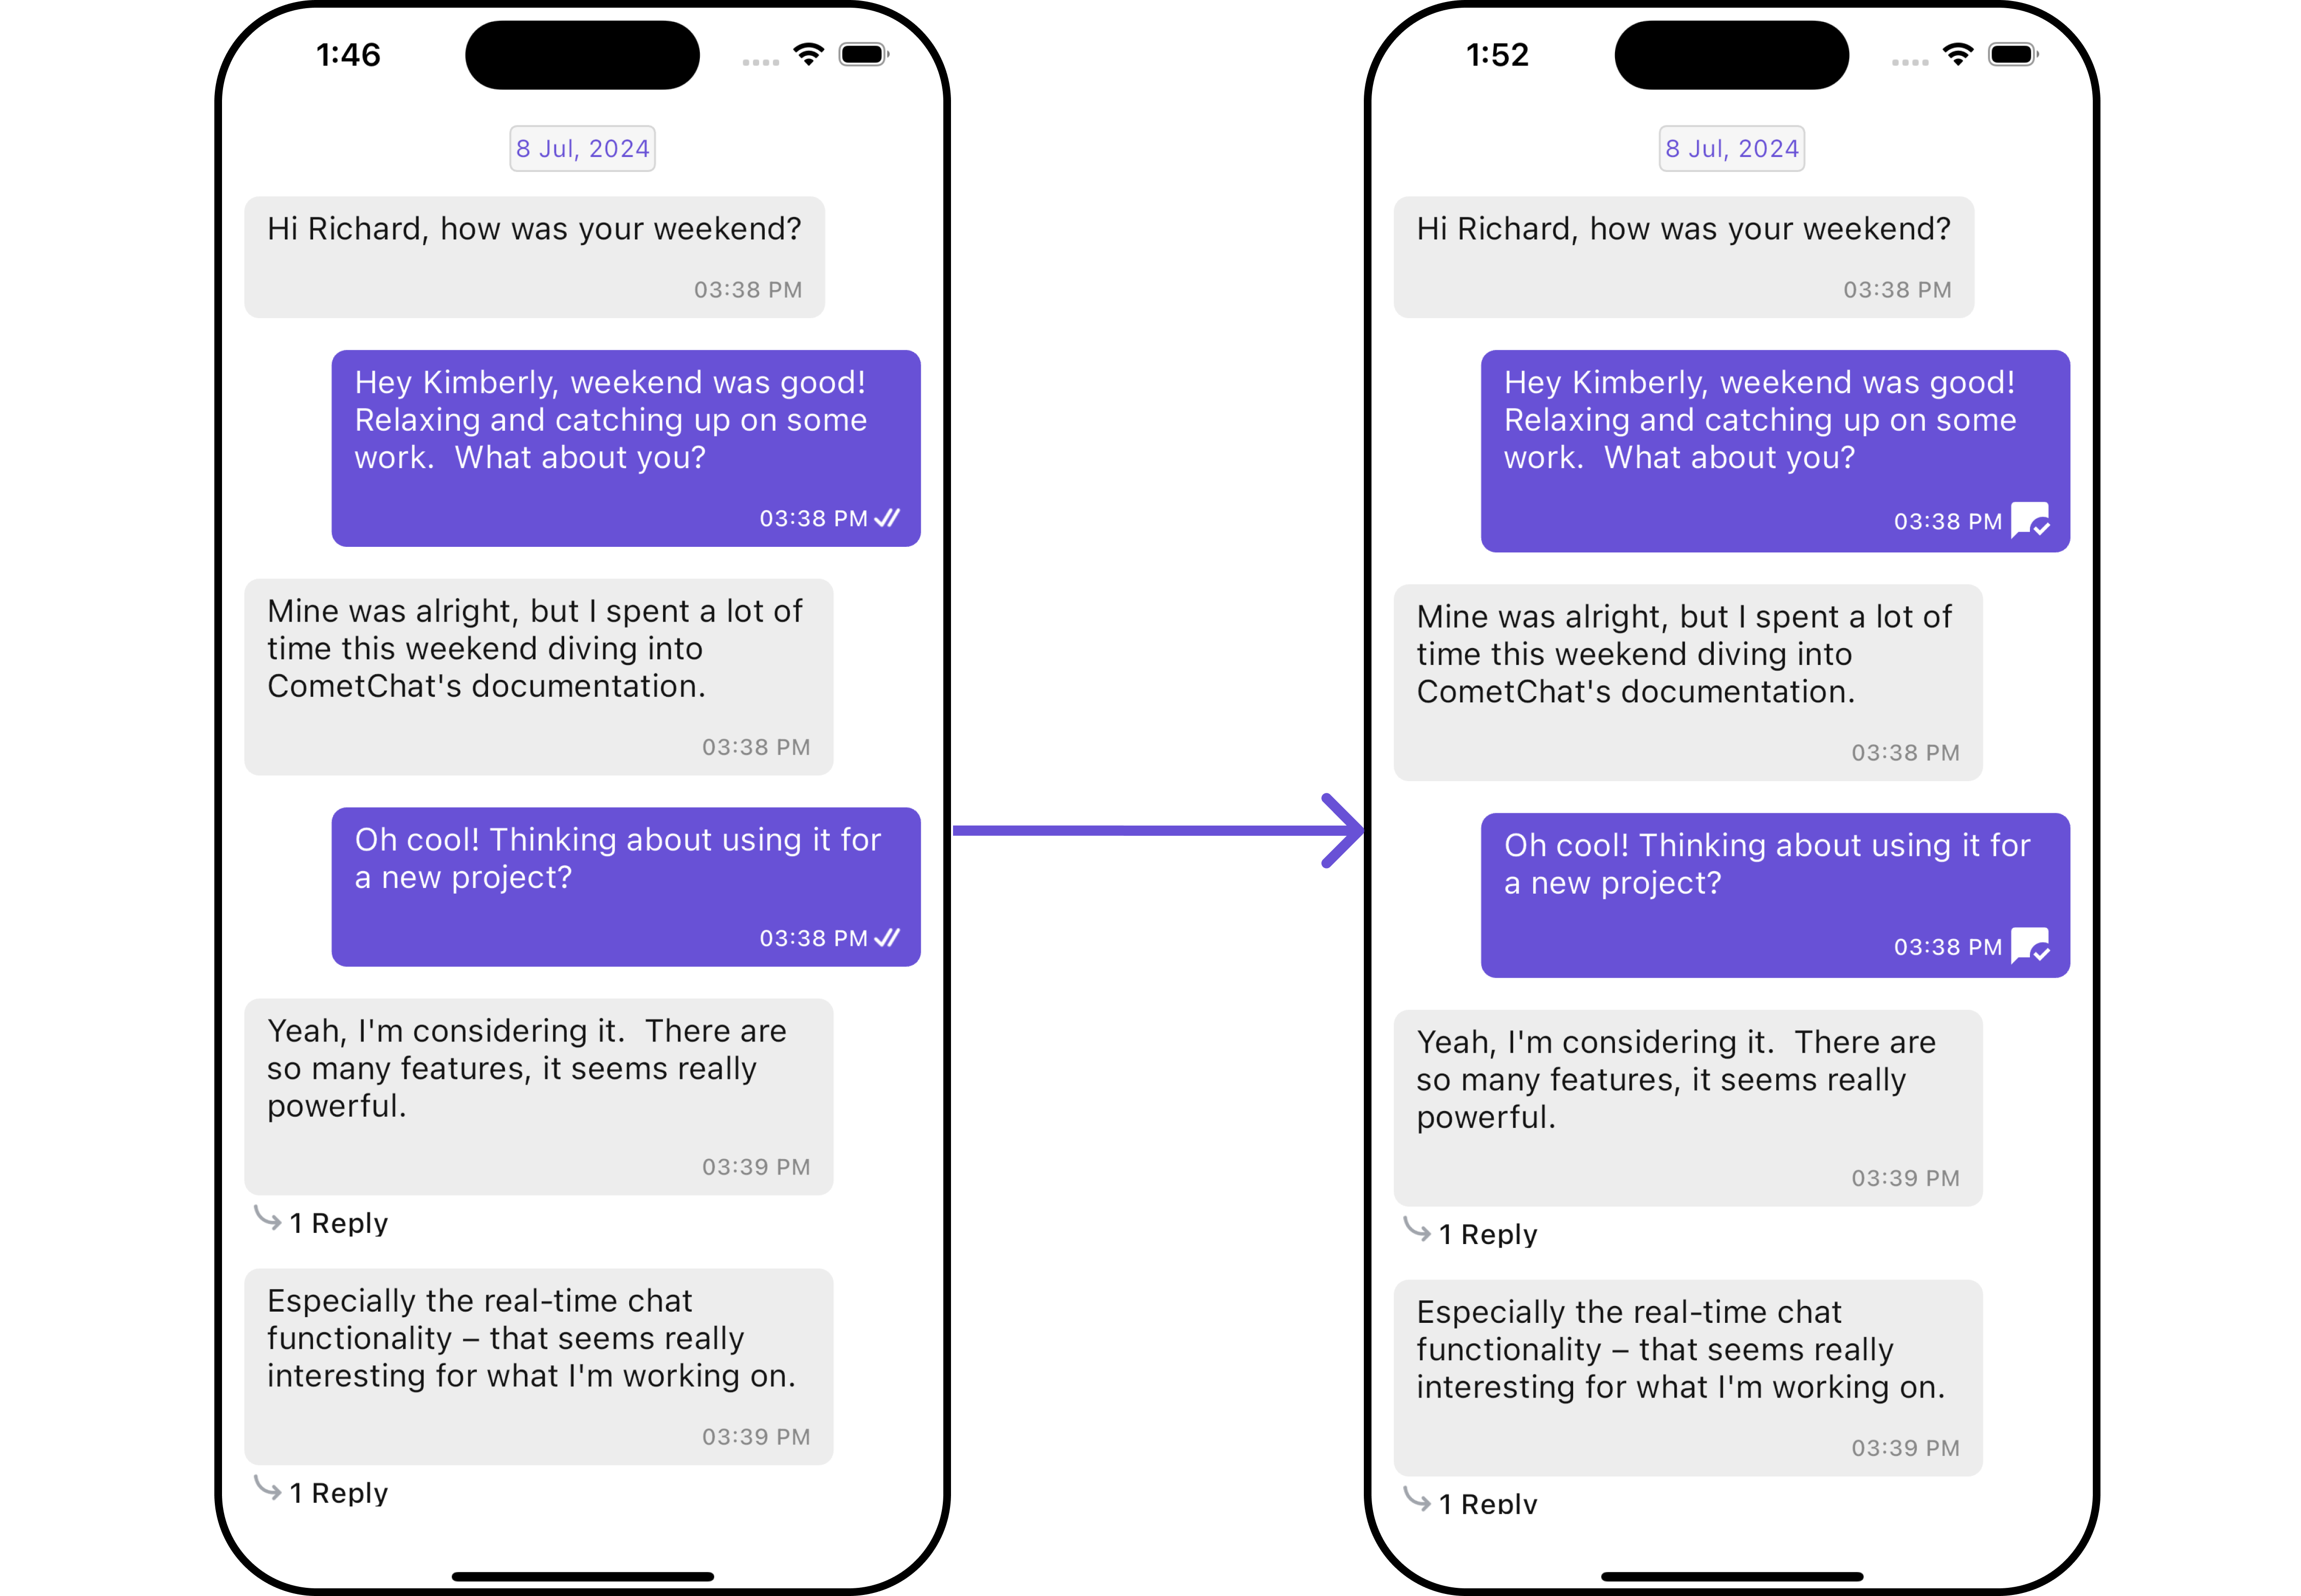 1:46
8 Jul, 2024
Hi Richard, how was your weekend?
03:38 PM
Hey Kimberly, weekend was good!
Relaxing and catching up on some
work.  What about you?
03:38 PM
Mine was alright, but I spent a lot of
time this weekend diving into
CometChat's documentation.
03:38 PM
Oh cool! Thinking about using it for
a new project?
03:38 PM
Yeah, I'm considering it.  There are
so many features, it seems really
powerful.
03:39 PM
1 Reply
Especially the real-time chat
functionality – that seems really
interesting for what I'm working on.
03:39 PM
1 Reply
1:52
8 Jul, 2024
Hi Richard, how was your weekend?
03:38 PM
Hey Kimberly, weekend was good!
Relaxing and catching up on some
work.  What about you?
03:38 PM
Mine was alright, but I spent a lot of
time this weekend diving into
CometChat's documentation.
03:38 PM
Oh cool! Thinking about using it for
a new project?
03:38 PM
Yeah, I'm considering it.  There are
so many features, it seems really
powerful.
03:39 PM
1 Reply
Especially the real-time chat
functionality – that seems really
interesting for what I'm working on.
03:39 PM
1 Reply